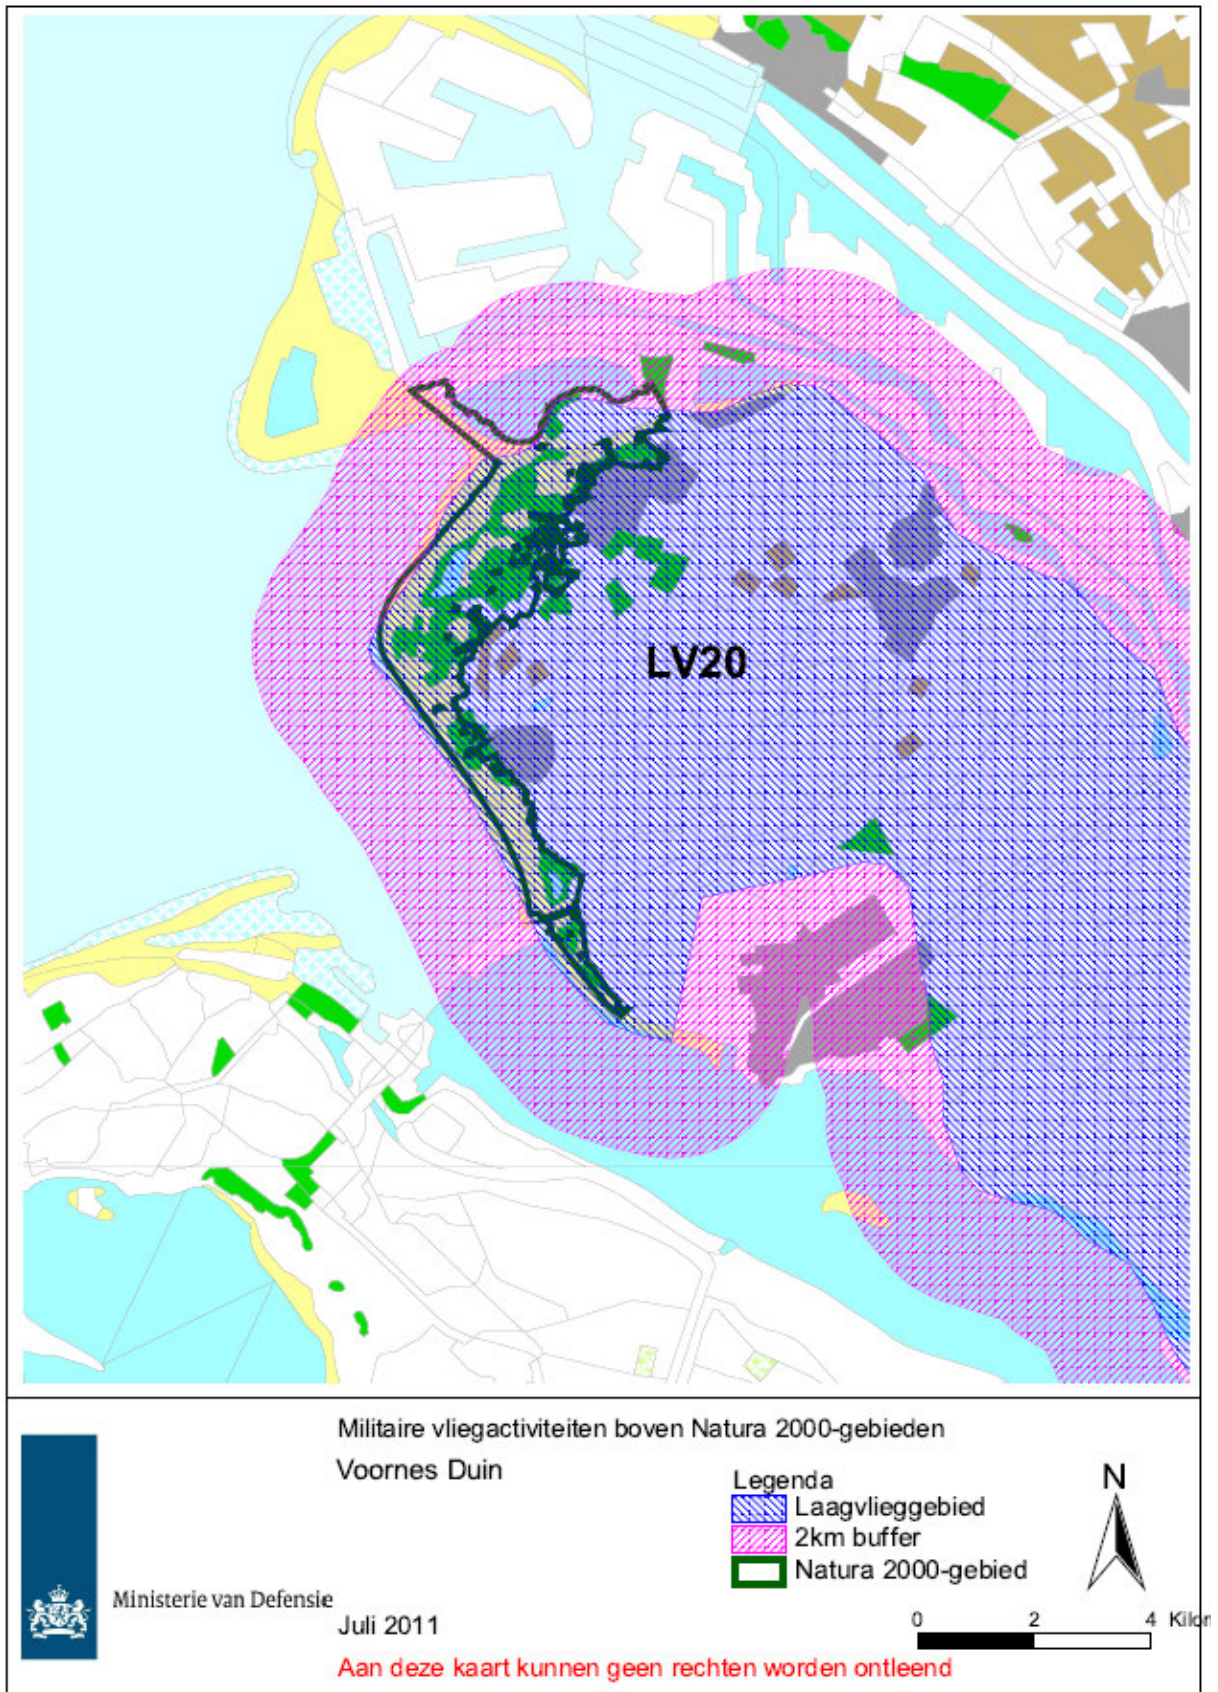 LV20
Militaire vliegactiviteiten boven Natura 2000-gebieden
Voornes Duin
Legenda
Laagvlieggebied
2km buffer
Natura 2000-gebied
N
Ministerie van Defensie
0 2 4 Kilon
Juli 2011
Aan deze kaart kunnen geen rechten worden ontleend